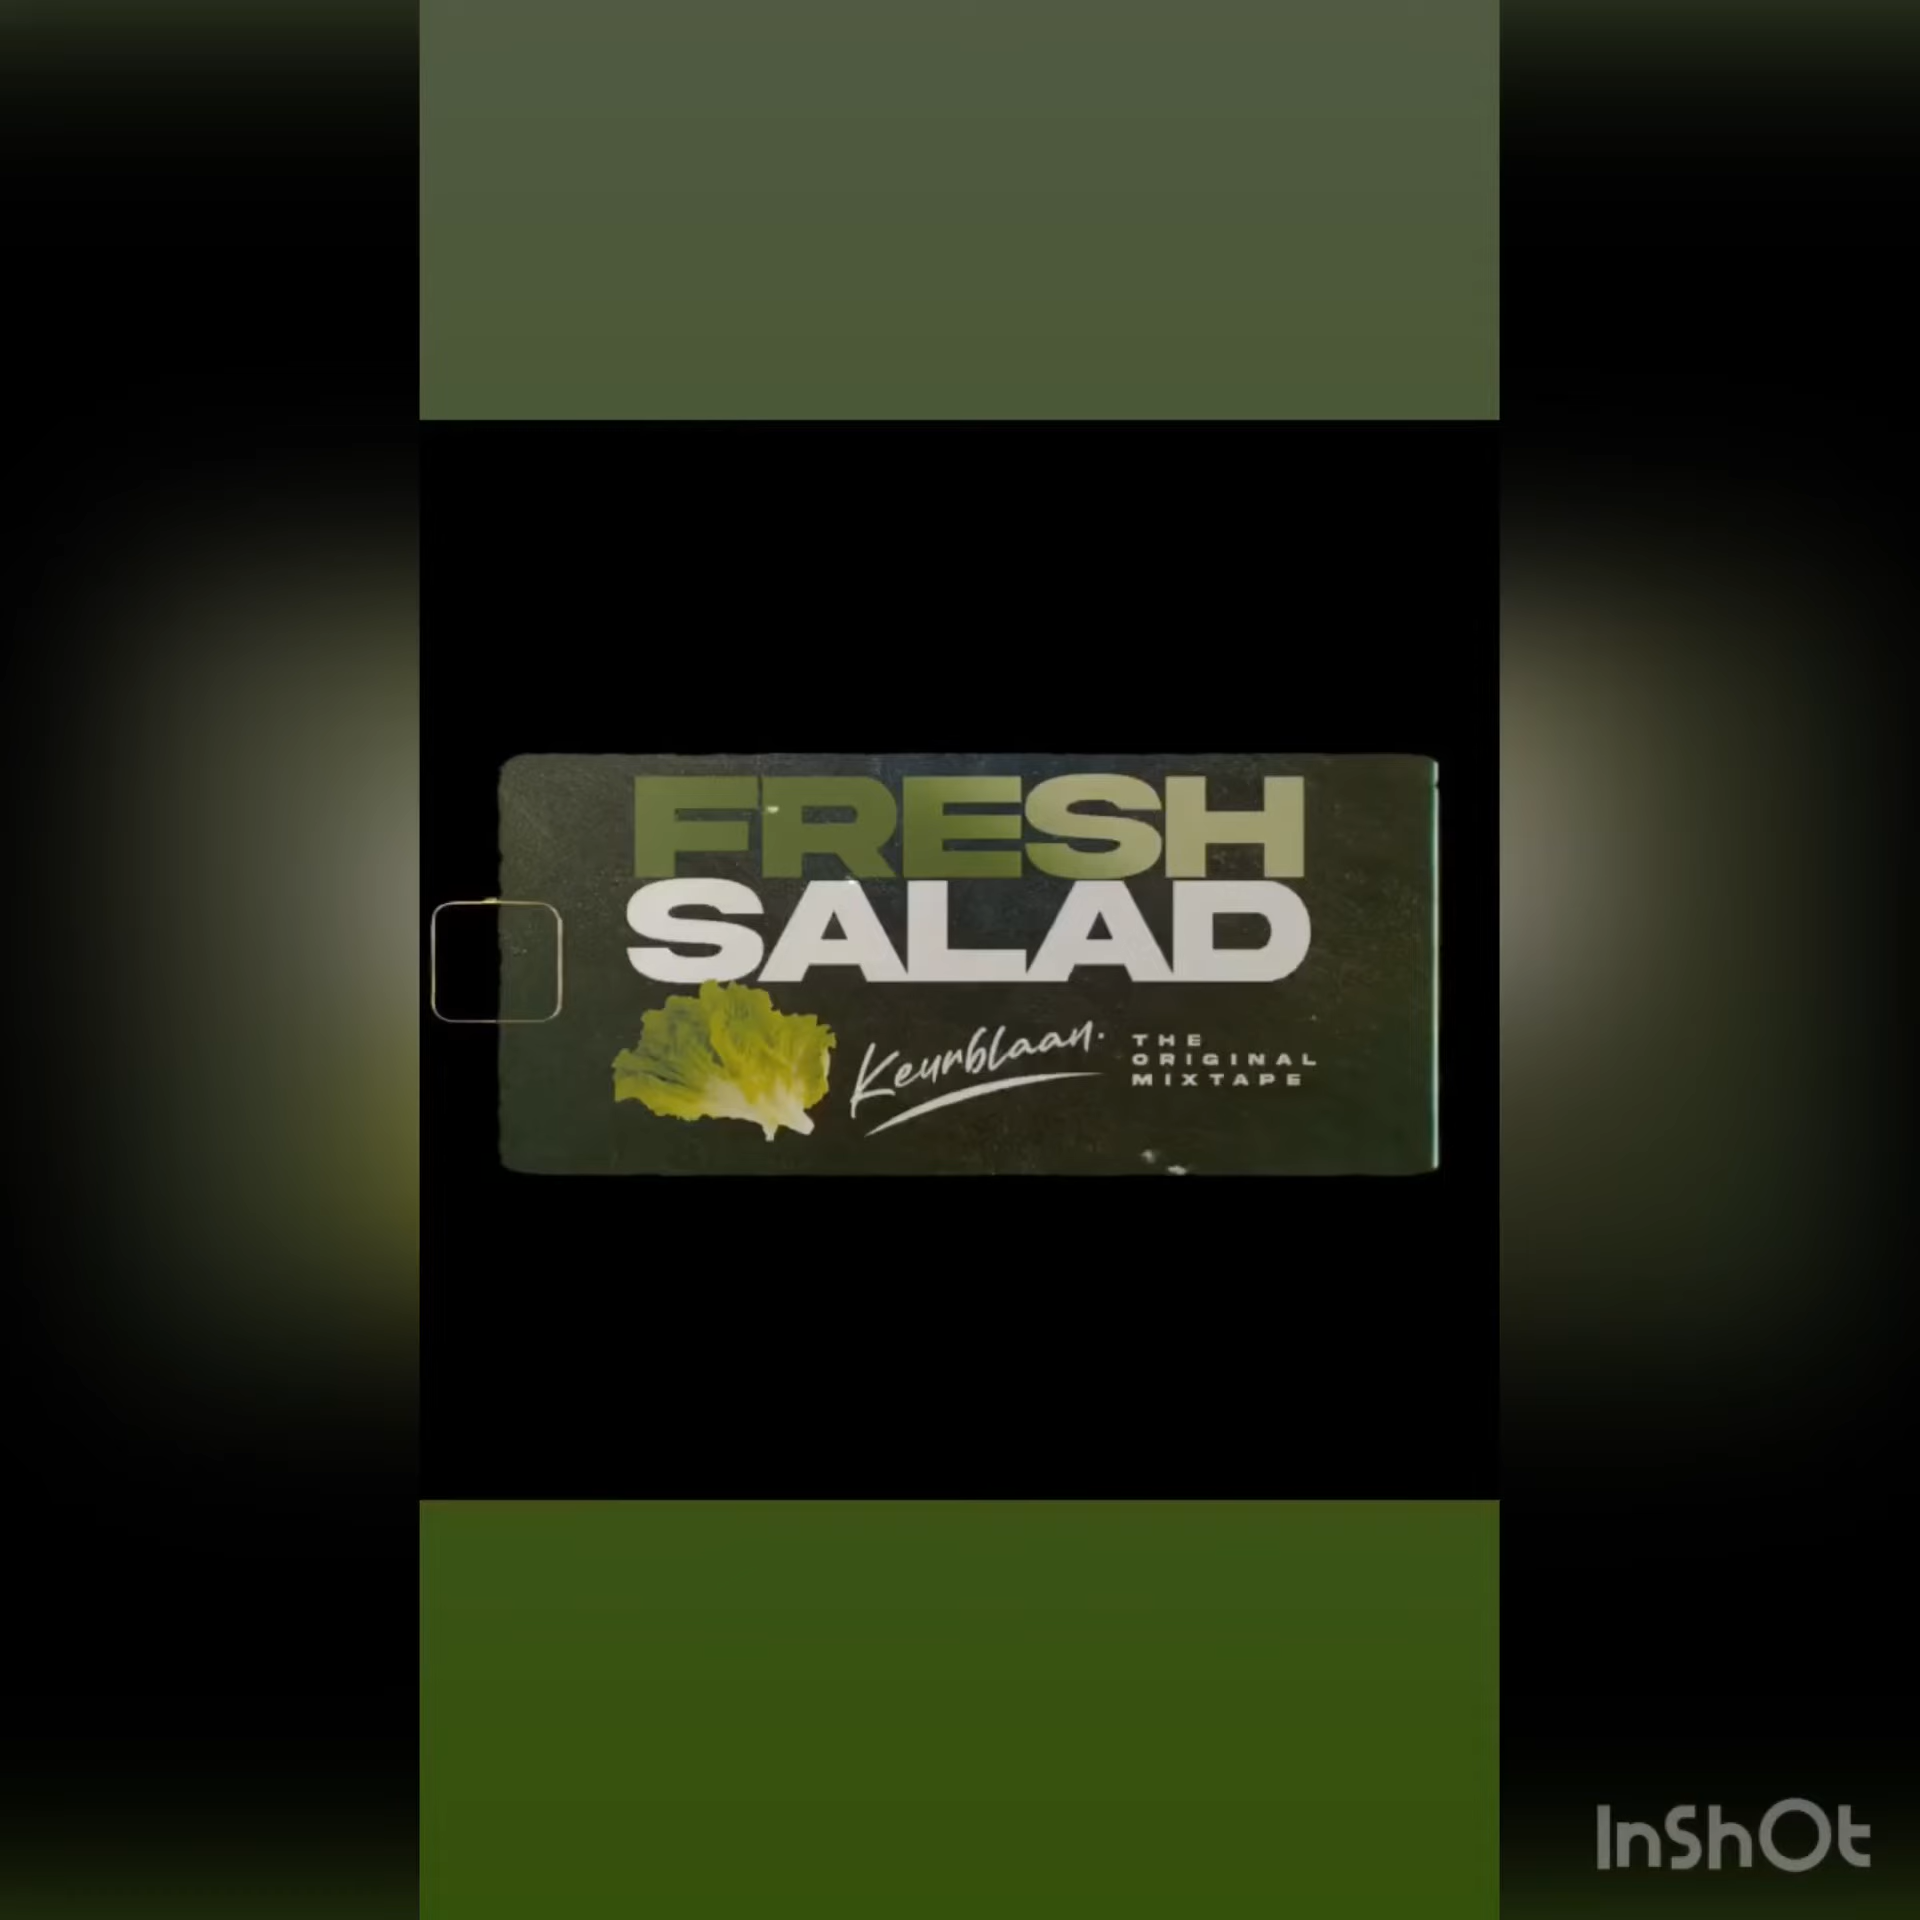 FRESH
SALAD
Keurblaan.
THE
ORIGINAL
MIXTAPE
InShOt